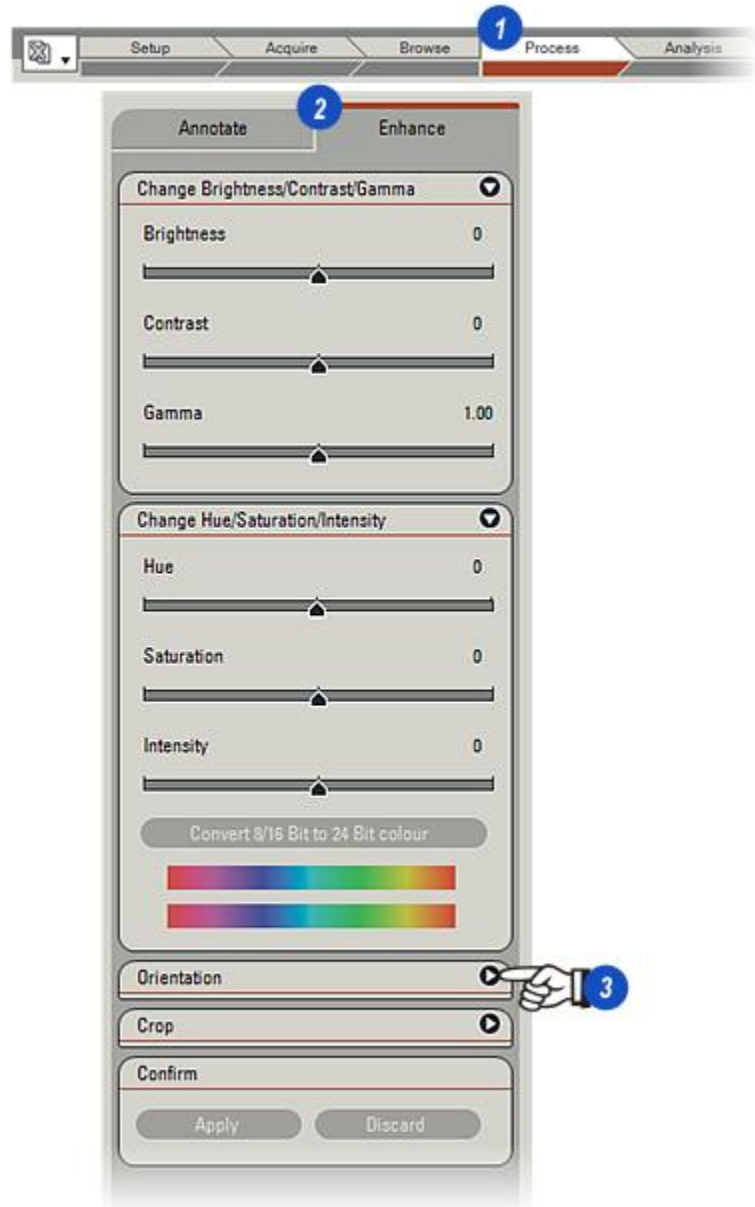 1
Setup Acquire Browse Process Analysis
2
Annotate Enhance
Change Brightness/Contrast/Gamma
Brightness 0
Contrast 0
Gamma 1.00
Change Hue/Saturation/Intensity
Hue 0
Saturation 0
Intensity 0
Convert 8/16 Bit to 24 Bit colour
Orientation
3
Crop
Confirm
Apply Discard